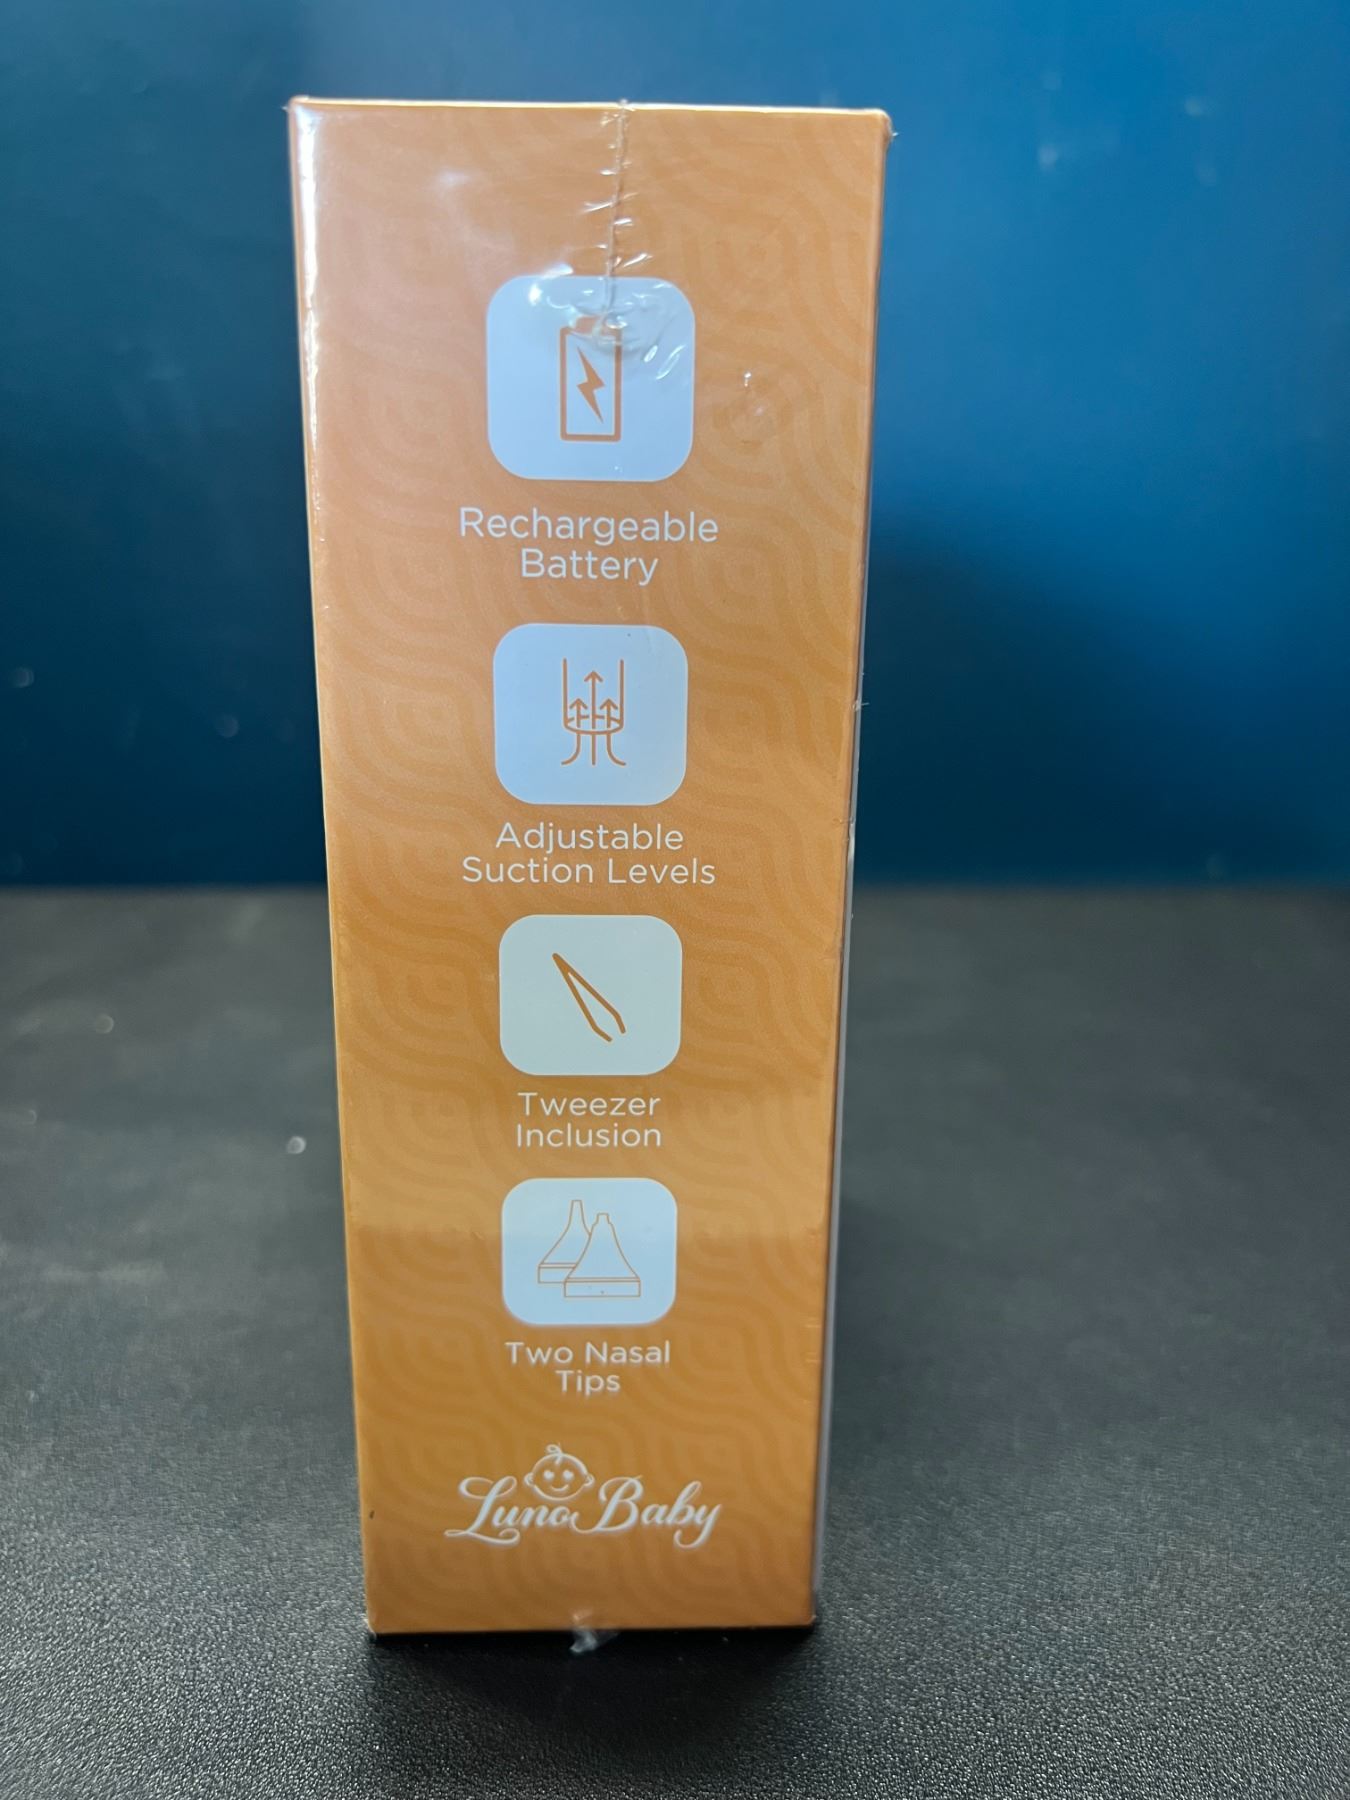 Rechargeable
Battery
Adjustable
Suction Levels
Tweezer
Inclusion
Two Nasal
Tips
Luno Baby